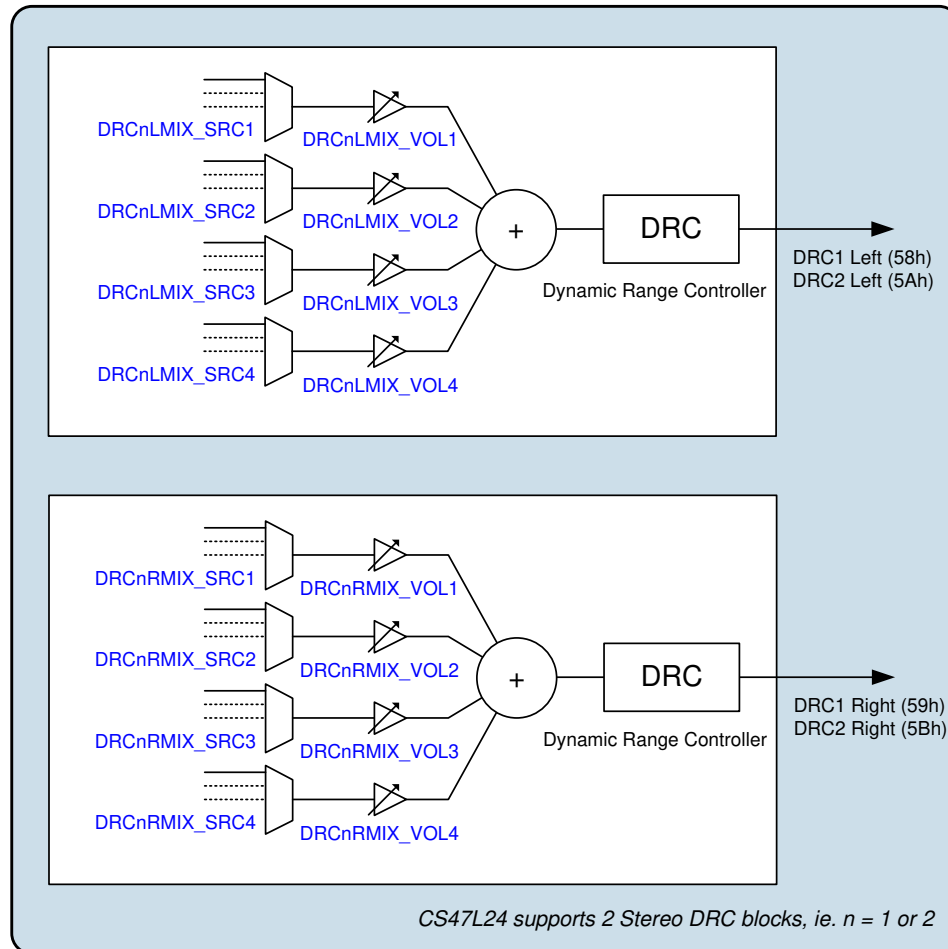 DRCnLMIX_SRC1
DRCnLMIX_VOL1
DRCnLMIX_SRC2
DRCnLMIX_VOL2
DRCnLMIX_SRC3
DRCnLMIX_VOL3
DRCnLMIX_SRC4
DRCnLMIX_VOL4
+
DRC
Dynamic Range Controller
DRC1 Left (58h)
DRC2 Left (5Ah)
DRCnRMIX_SRC1
DRCnRMIX_VOL1
DRCnRMIX_SRC2
DRCnRMIX_VOL2
DRCnRMIX_SRC3
DRCnRMIX_VOL3
DRCnRMIX_SRC4
DRCnRMIX_VOL4
+
DRC
Dynamic Range Controller
DRC1 Right (59h)
DRC2 Right (5Bh)
CS47L24 supports 2 Stereo DRC blocks, ie. n = 1 or 2